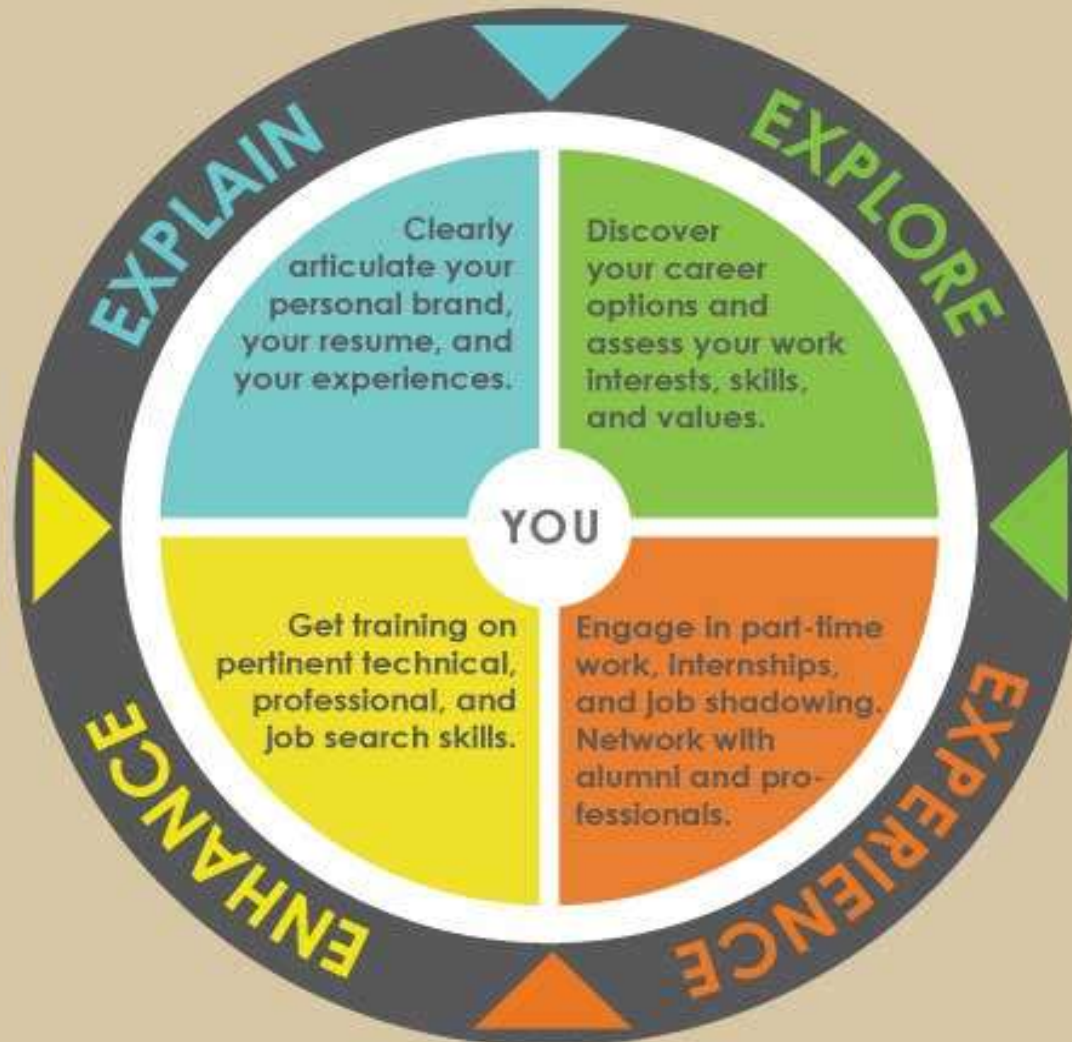 EXPLAIN
Clearly
articulate your
personal brand,
your resume, and
your experiences.
EXPLORE
Discover
your career
options and
assess your work
interests, skills,
and values.
YOU
ENHANCE
Get training on
pertinent technical,
professional, and
job search skills.
EXPERIENCE
Engage in part-time
work, internships,
and job shadowing.
Network with
alumni and pro-
fessionals.